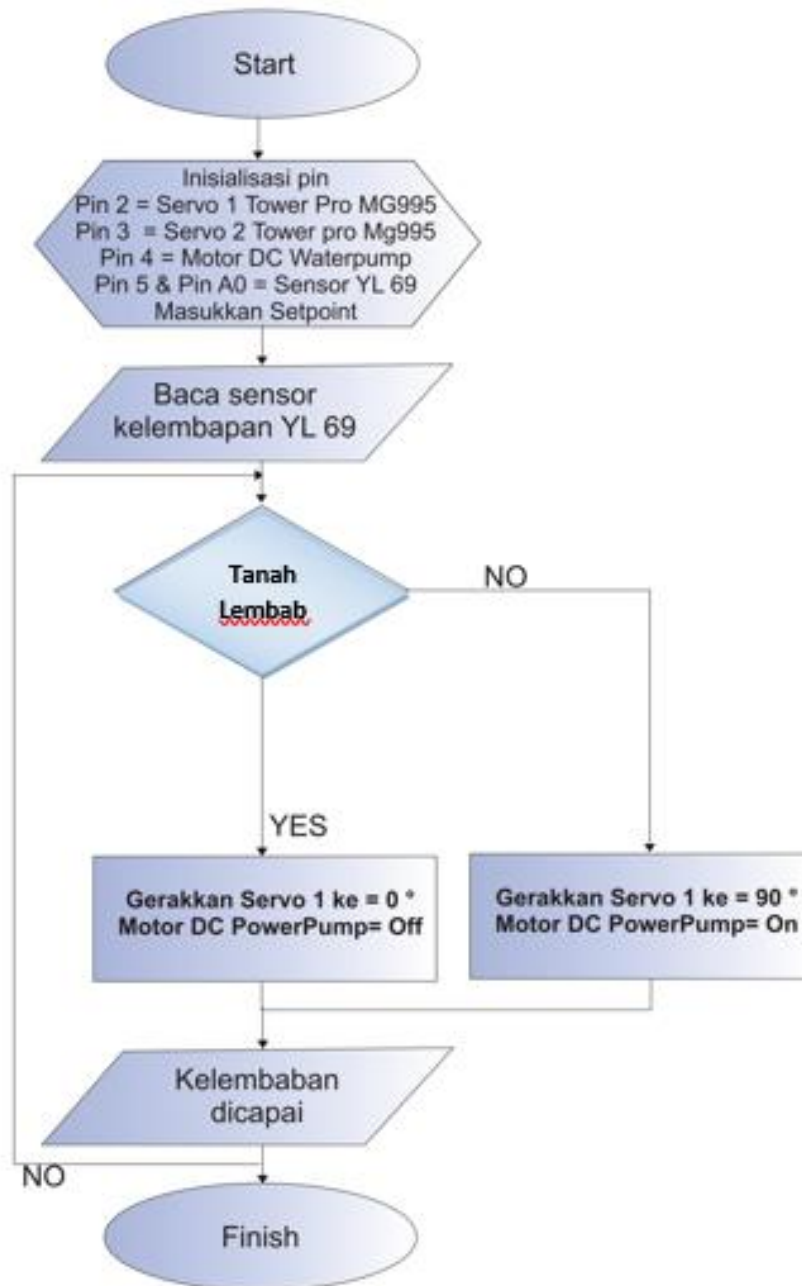 Start
Inisialisasi pin
Pin 2 = Servo 1 Tower Pro MG995
Pin 3 = Servo 2 Tower pro Mg995
Pin 4 = Motor DC Waterpump
Pin 5 & Pin A0 = Sensor YL 69
Masukkan Setpoint
Baca sensor
kelembapan YL 69
Tanah
Lembab
NO
YES
Gerakkan Servo 1 ke = 0 °
Motor DC PowerPump= Off
Gerakkan Servo 1 ke = 90 °
Motor DC PowerPump= On
Kelembaban
dicapai
NO
Finish